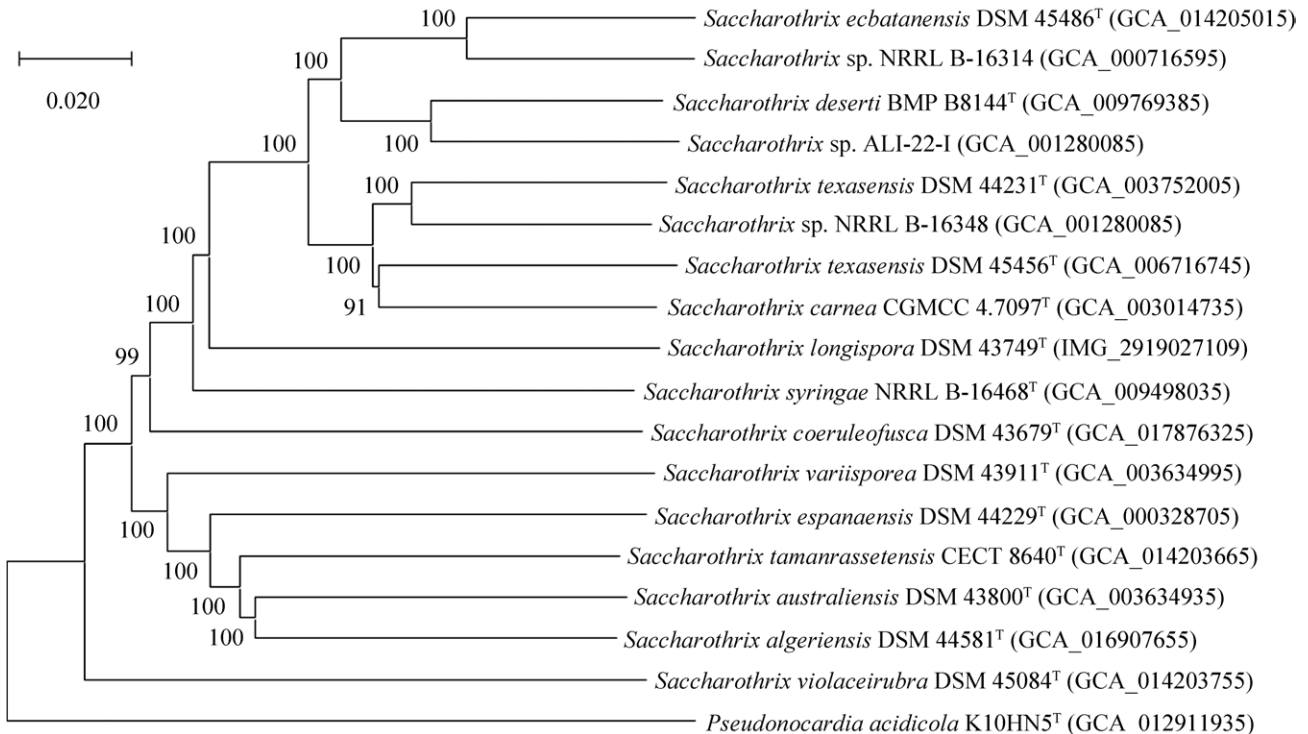 100
Saccharothrix ecbatanensis DSM 45486ᵀ (GCA_014205015)
100
Saccharothrix sp. NRRL B-16314 (GCA_000716595)
0.020
Saccharothrix deserti BMP B8144ᵀ (GCA_009769385)
100
100
Saccharothrix sp. ALI-22-I (GCA_001280085)
100
Saccharothrix texasensis DSM 44231ᵀ (GCA_003752005)
Saccharothrix sp. NRRL B-16348 (GCA_001280085)
100
100
Saccharothrix texasensis DSM 45456ᵀ (GCA_006716745)
91
Saccharothrix carnea CGMCC 4.7097ᵀ (GCA_003014735)
100
99
Saccharothrix longispora DSM 43749ᵀ (IMG_2919027109)
Saccharothrix syringae NRRL B-16468ᵀ (GCA_009498035)
100
Saccharothrix coeruleofusca DSM 43679ᵀ (GCA_017876325)
Saccharothrix variisporea DSM 43911ᵀ (GCA_003634995)
100
Saccharothrix espanaensis DSM 44229ᵀ (GCA_000328705)
100
Saccharothrix tamanrassetensis CECT 8640ᵀ (GCA_014203665)
100
Saccharothrix australiensis DSM 43800ᵀ (GCA_003634935)
100
Saccharothrix algeriensis DSM 44581ᵀ (GCA_016907655)
Saccharothrix violaceirubra DSM 45084ᵀ (GCA_014203755)
Pseudonocardia acidicola K10HN5ᵀ (GCA_012911935)